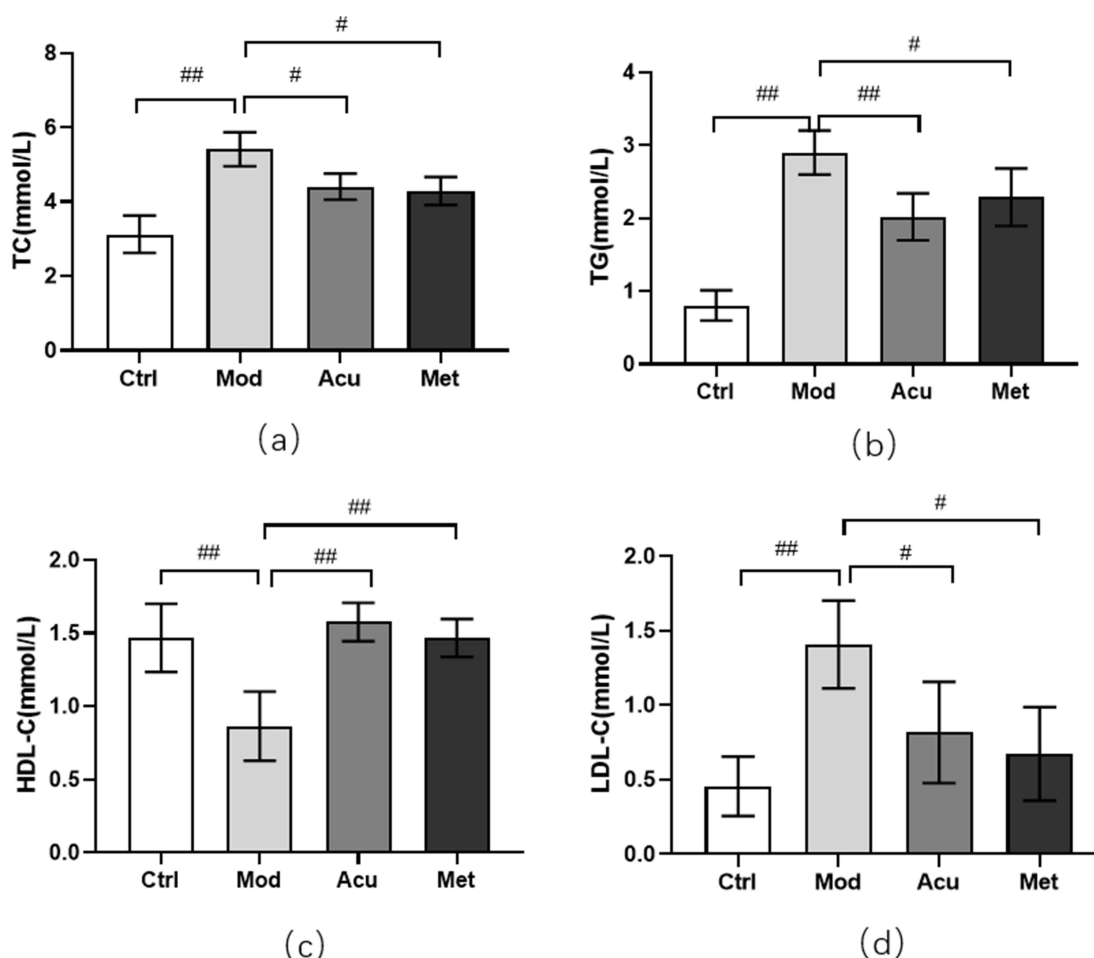 #
##
#
TC(mmol/L)
8
6
4
2
0
Ctrl Mod Acu Met
(a)
#
##
##
TG(mmol/L)
4
3
2
1
0
Ctrl Mod Acu Met
(b)
##
##
##
HDL-C(mmol/L)
2.0
1.5
1.0
0.5
0.0
Ctrl Mod Acu Met
(c)
#
##
#
LDL-C(mmol/L)
2.0
1.5
1.0
0.5
0.0
Ctrl Mod Acu Met
(d)